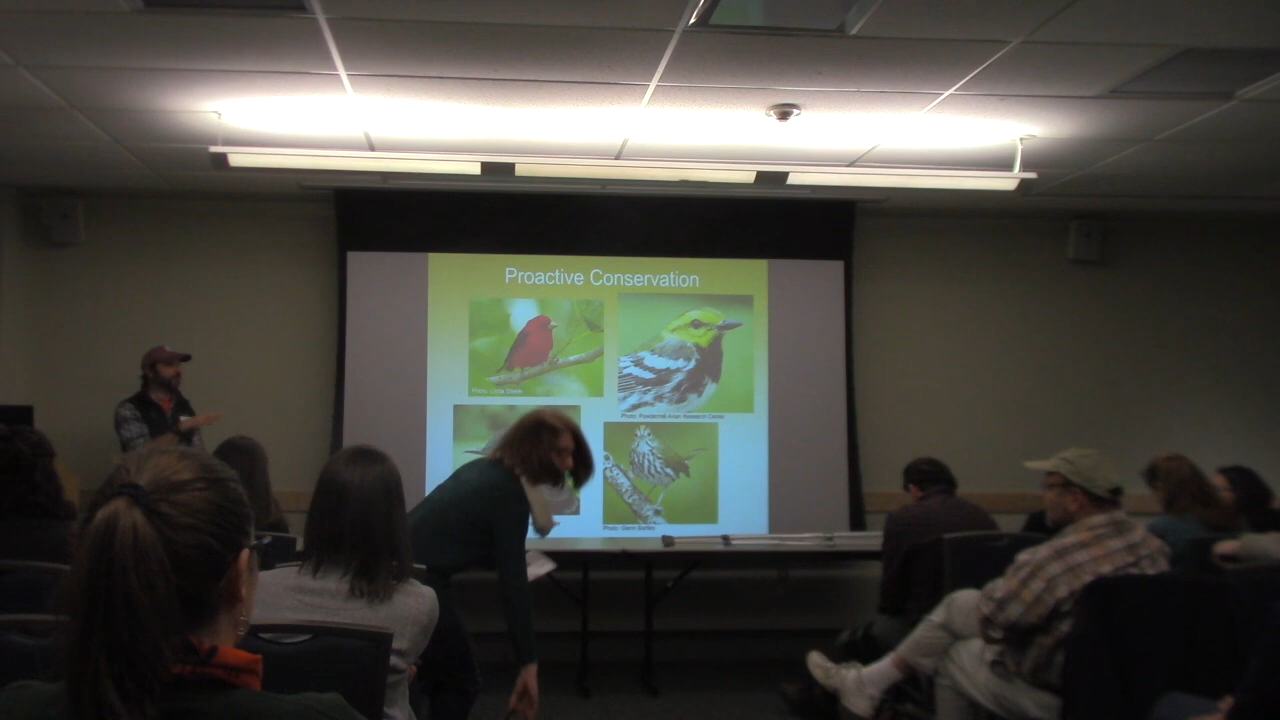 Proactive Conservation
Photo: Linda Steele
Photo: Powdermill Avian Research Center
Photo: Glenn Bartley